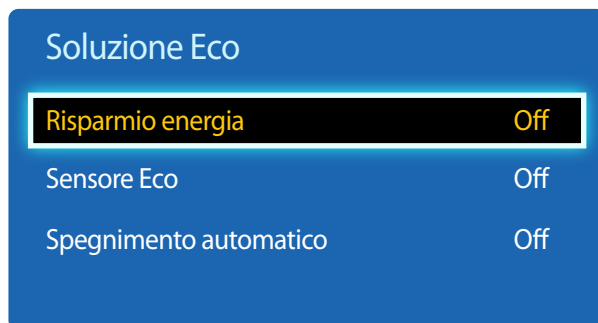 Soluzione Eco
Risparmio energia Off
Sensore Eco Off
Spegnimento automatico Off